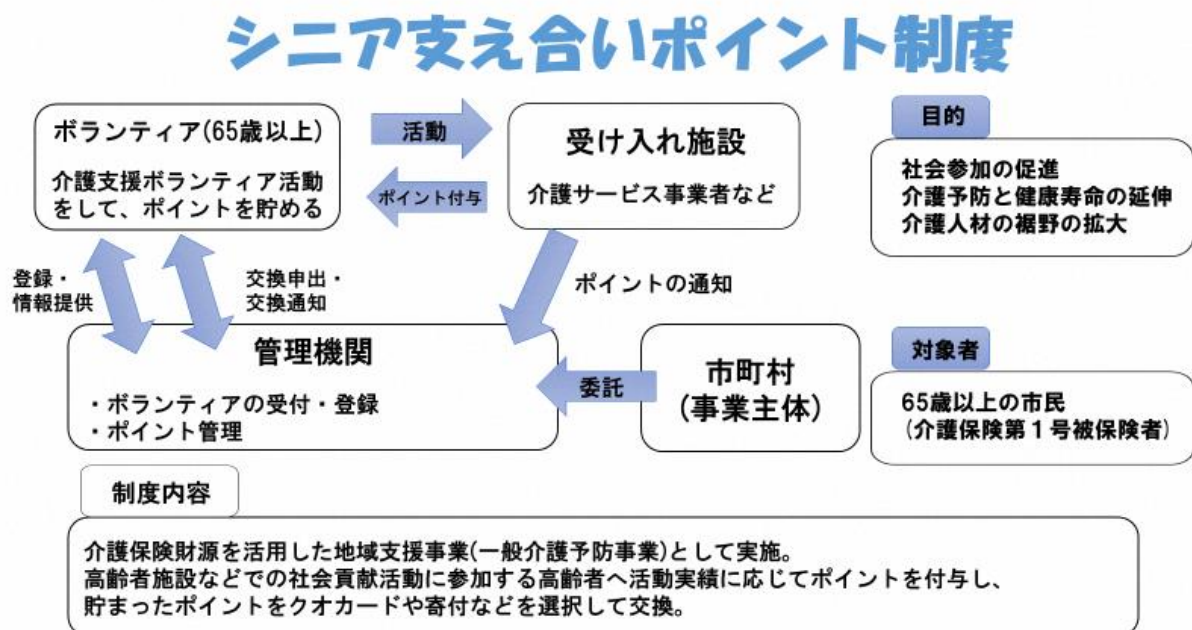 シニア支え合いポイント制度
ボランティア(65歳以上)
介護支援ボランティア活動
をして、ポイントを貯める
活動
ポイント付与
受け入れ施設
介護サービス事業者など
目的
社会参加の促進
介護予防と健康寿命の延伸
介護人材の裾野の拡大
登録・
情報提供
交換申出・
交換通知
ポイントの通知
管理機関
・ボランティアの受付・登録
・ポイント管理
委託
市町村
(事業主体)
対象者
65歳以上の市民
(介護保険第1号被保険者)
制度内容
介護保険財源を活用した地域支援事業(一般介護予防事業)として実施。
高齢者施設などでの社会貢献活動に参加する高齢者へ活動実績に応じてポイントを付与し、
貯まったポイントをクオカードや寄付などを選択して交換。